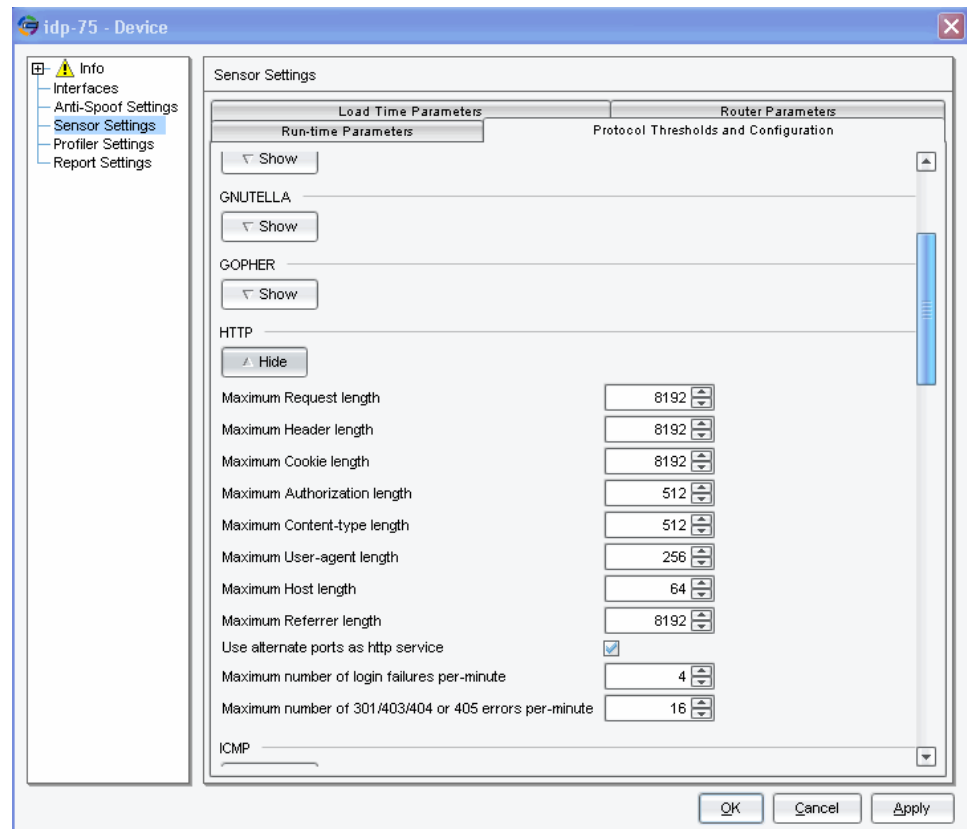 idp-75 - Device
Info
Interfaces
Anti-Spoof Settings
Sensor Settings
Profiler Settings
Report Settings
Sensor Settings
Load Time Parameters
Router Parameters
Run-time Parameters
Protocol Thresholds and Configuration
Show
GNUTELLA
Show
GOPHER
Show
HTTP
Hide
Maximum Request length 8192
Maximum Header length 8192
Maximum Cookie length 8192
Maximum Authorization length 512
Maximum Content-type length 512
Maximum User-agent length 256
Maximum Host length 64
Maximum Referrer length 8192
Use alternate ports as http service
Maximum number of login failures per-minute 4
Maximum number of 301/403/404 or 405 errors per-minute 16
ICMP
OK Cancel Apply